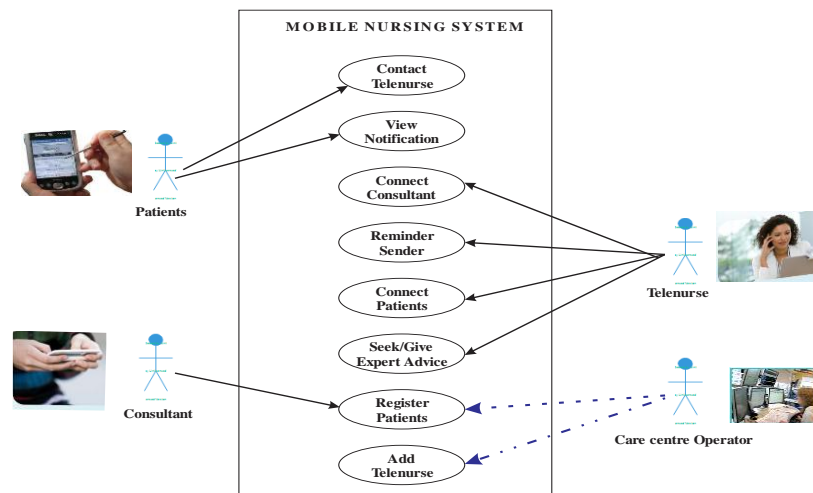 MOBILE NURSING SYSTEM
Contact
Telenurse
View
Notification
Connect
Consultant
Reminder
Sender
Connect
Patients
Seek/Give
Expert Advice
Register
Patients
Add
Telenurse
Patients
Consultant
Telenurse
Care centre Operator